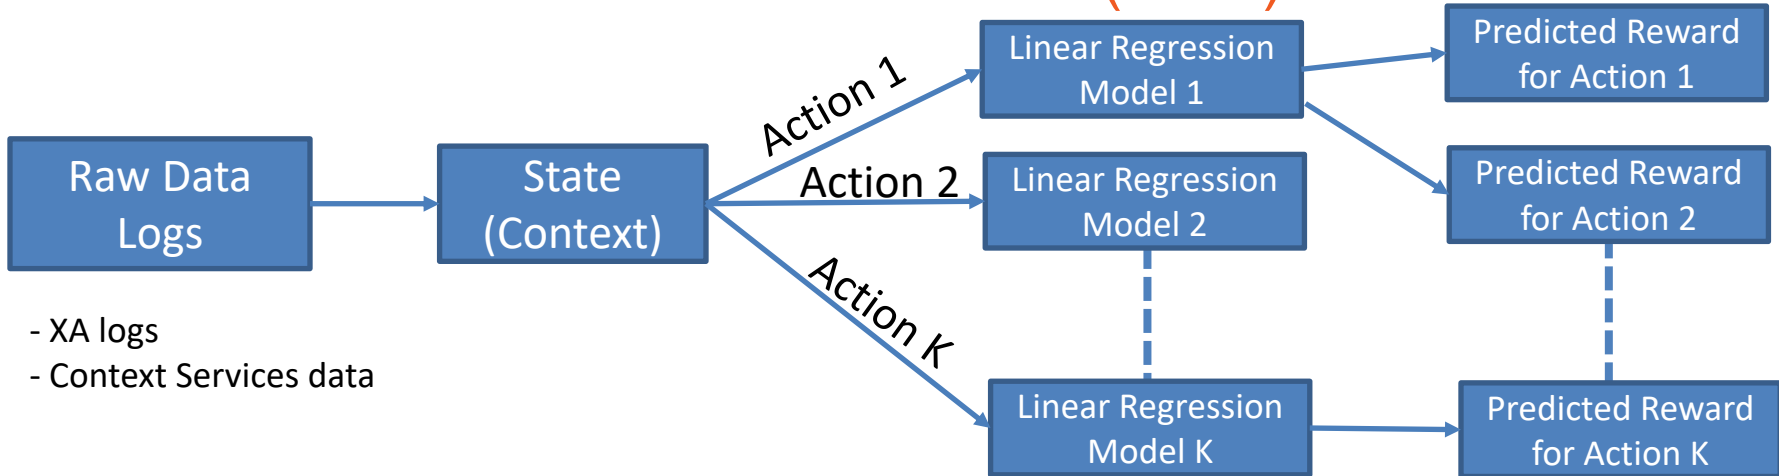 Raw Data
Logs
- XA logs
- Context Services data
State
(Context)
Action 1
Action 2
Action K
Linear Regression
Model 1
Linear Regression
Model 2
Linear Regression
Model K
Predicted Reward
for Action 1
Predicted Reward
for Action 2
Predicted Reward
for Action K